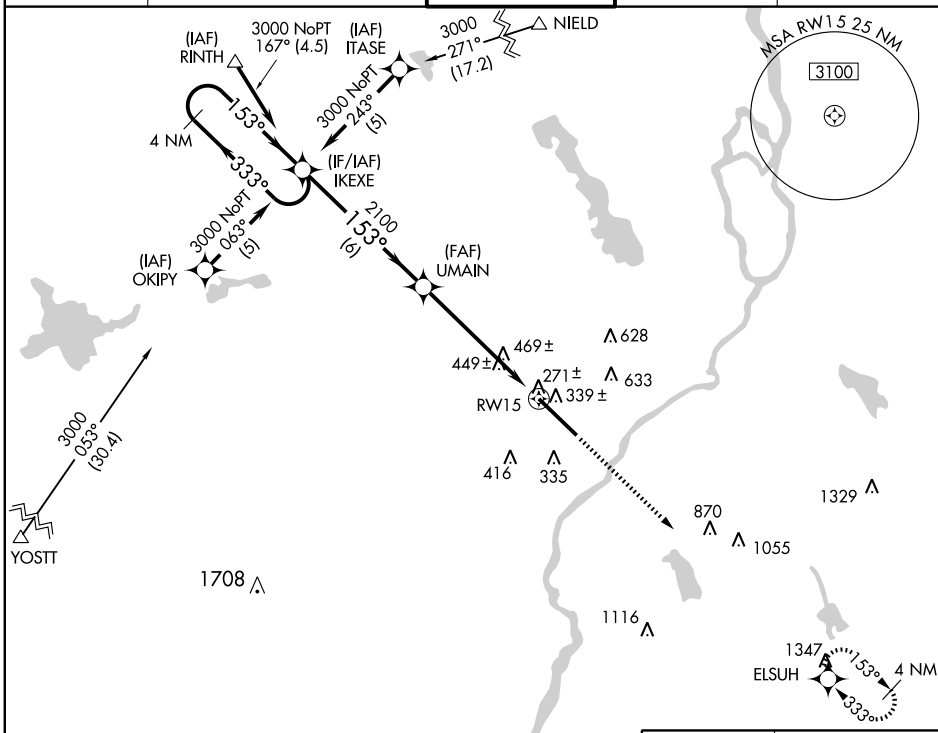 (IAF)
RINTH
3000 NoPT
167° (4.5)
(IAF)
ITASE
3000
271°
(17.2)
NIELD
MSA RW15 25 NM
3100
4 NM
153°
333°
3000 NoPT
243°
(5)
(IF/IAF)
IKEXE
3000 NoPT
063°
(5)
(IAF)
OKIPY
2100
153°
(6)
(FAF)
UMAIN
469±
449±
628
271±
633
339±
RW15
3000
053°
(30.4)
YOSTT
416
335
1329
870
1055
1708
1116
1347
ELSUH
153°
333°
4 NM